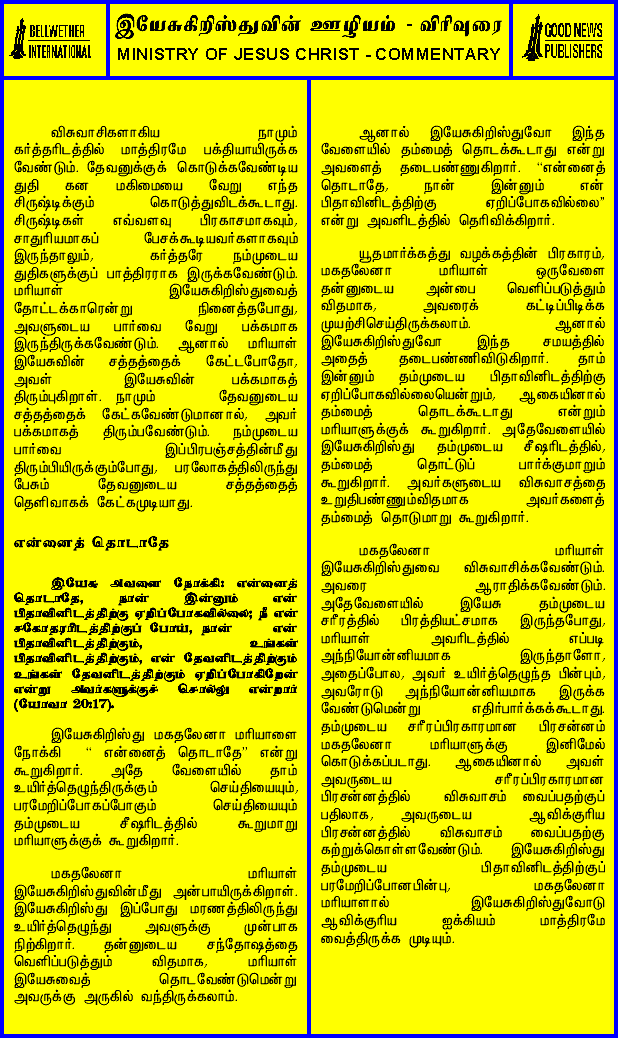 BELLWETHER
INTERNATIONAL
இயேசுகிறிஸ்துவின் ஊழியம் - விரிவுரை
MINISTRY OF JESUS CHRIST - COMMENTARY
GOOD NEWS
PUBLISHERS
விசுவாசிகளாகிய நாமும்
கர்த்தரிடத்தில் மாத்திரமே பக்தியாயிருக்க
வேண்டும். தேவனுக்குக் கொடுக்கவேண்டிய
துதி கன மகிமையை வேறு எந்த
சிருஷ்டிக்கும் கொடுத்துவிடக்கூடாது.
சிருஷ்டிகள் எவ்வளவு பிரகாசமாகவும்,
சாதுரியமாகப் பேசக்கூடியவர்களாகவும்
இருந்தாலும், கர்த்தரே நம்முடைய
துதிகளுக்குப் பாத்திரராக இருக்கவேண்டும்.
மரியாள் இயேசுகிறிஸ்துவைத்
தோட்டக்காரென்று நினைத்தபோது,
அவளுடைய பார்வை வேறு பக்கமாக
இருந்திருக்கவேண்டும். ஆனால் மரியாள்
இயேசுவின் சத்தத்தைக் கேட்டபோதோ,
அவள் இயேசுவின் பக்கமாகத்
திரும்புகிறாள். நாமும் தேவனுடைய
சத்தத்தைக் கேட்கவேண்டுமானால், அவர்
பக்கமாகத் திரும்பவேண்டும். நம்முடைய
பார்வை இப்பிரபஞ்சத்தின்மீது
திரும்பியிருக்கும்போது, பரலோகத்திலிருந்து
பேசும் தேவனுடைய சத்தத்தைத்
தெளிவாகக் கேட்கமுடியாது.
என்னைத் தொடாதே
இயேசு அவளை நோக்கி: என்னைத்
தொடாதே, நான் இன்னும் என்
பிதாவினிடத்திற்கு ஏறிப்போகவில்லை; நீ என்
சகோதரரிடத்திற்குப் போய், நான் என்
பிதாவினிடத்திற்கும், உங்கள்
பிதாவினிடத்திற்கும், என் தேவனிடத்திற்கும்
உங்கள் தேவனிடத்திற்கும் ஏறிப்போகிறேன்
என்று அவர்களுக்குச் சொல்லு என்றார்
(யோவா 20:17).
இயேசுகிறிஸ்து மகதலேனா மரியாளை
நோக்கி “ என்னைத் தொடாதே” என்று
கூறுகிறார். அதே வேளையில் தாம்
உயிர்த்தெழுந்திருக்கும் செய்தியையும்,
பரமேறிப்போகப்போகும் செய்தியையும்
தம்முடைய சீஷரிடத்தில் கூறுமாறு
மரியாளுக்குக் கூறுகிறார்.
மகதலேனா மரியாள்
இயேசுகிறிஸ்துவின்மீது அன்பாயிருக்கிறாள்.
இயேசுகிறிஸ்து இப்போது மரணத்திலிருந்து
உயிர்த்தெழுந்து அவளுக்கு முன்பாக
நிற்கிறார். தன்னுடைய சந்தோஷத்தை
வெளிப்படுத்தும் விதமாக, மரியாள்
இயேசுவைத் தொடவேண்டுமென்று
அவருக்கு அருகில் வந்திருக்கலாம்.
ஆனால் இயேசுகிறிஸ்துவோ இந்த
வேளையில் தம்மைத் தொடக்கூடாது என்று
அவளைத் தடைபண்ணுகிறார். “என்னைத்
தொடாதே, நான் இன்னும் என்
பிதாவினிடத்திற்கு ஏறிப்போகவில்லை”
என்று அவளிடத்தில் தெரிவிக்கிறார்.
யூதமார்க்கத்து வழக்கத்தின் பிரகாரம்,
மகதலேனா மரியாள் ஒருவேளை
தன்னுடைய அன்பை வெளிப்படுத்தும்
விதமாக, அவரைக் கட்டிப்பிடிக்க
முயற்சிசெய்திருக்கலாம். ஆனால்
இயேசுகிறிஸ்துவோ இந்த சமயத்தில்
அதைத் தடைபண்ணிவிடுகிறார். தாம்
இன்னும் தம்முடைய பிதாவினிடத்திற்கு
ஏறிப்போகவில்லையென்றும், ஆகையினால்
தம்மைத் தொடக்கூடாது என்றும்
மரியாளுக்குக் கூறுகிறார். அதேவேளையில்
இயேசுகிறிஸ்து தம்முடைய சீஷரிடத்தில்,
தம்மைத் தொட்டுப் பார்க்குமாறும்
கூறுகிறார். அவர்களுடைய விசுவாசத்தை
உறுதிபண்ணும்விதமாக அவர்களைத்
தம்மைத் தொடுமாறு கூறுகிறார்.
மகதலேனா மரியாள்
இயேசுகிறிஸ்துவை விசுவாசிக்கவேண்டும்.
அவரை ஆராதிக்கவேண்டும்.
அதேவேளையில் இயேசு தம்முடைய
சரீரத்தில் பிரத்தியட்சமாக இருந்தபோது,
மரியாள் அவரிடத்தில் எப்படி
அந்நியோன்னியமாக இருந்தாளோ,
அதைப்போல, அவர் உயிர்த்தெழுந்த பின்பும்,
அவரோடு அந்நியோன்னியமாக இருக்க
வேண்டுமென்று எதிர்பார்க்கக்கூடாது.
தம்முடைய சரீரப்பிரகாரமான பிரசன்னம்
மகதலேனா மரியாளுக்கு இனிமேல்
கொடுக்கப்படாது. ஆகையினால் அவள்
அவருடைய சரீரப்பிரகாரமான
பிரசன்னத்தில் விசுவாசம் வைப்பதற்குப்
பதிலாக, அவருடைய ஆவிக்குரிய
பிரசன்னத்தில் விசுவாசம் வைப்பதற்கு
கற்றுக்கொள்ளவேண்டும். இயேசுகிறிஸ்து
தம்முடைய பிதாவினிடத்திற்குப்
பரமேறிப்போனபின்பு, மகதலேனா
மரியாளால் இயேசுகிறிஸ்துவோடு
ஆவிக்குரிய ஐக்கியம் மாத்திரமே
வைத்திருக்க முடியும்.